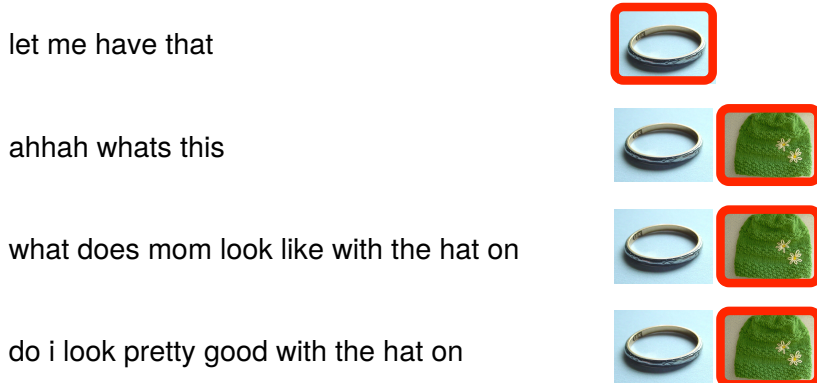 let me have that
ahhah whats this
what does mom look like with the hat on
do i look pretty good with the hat on